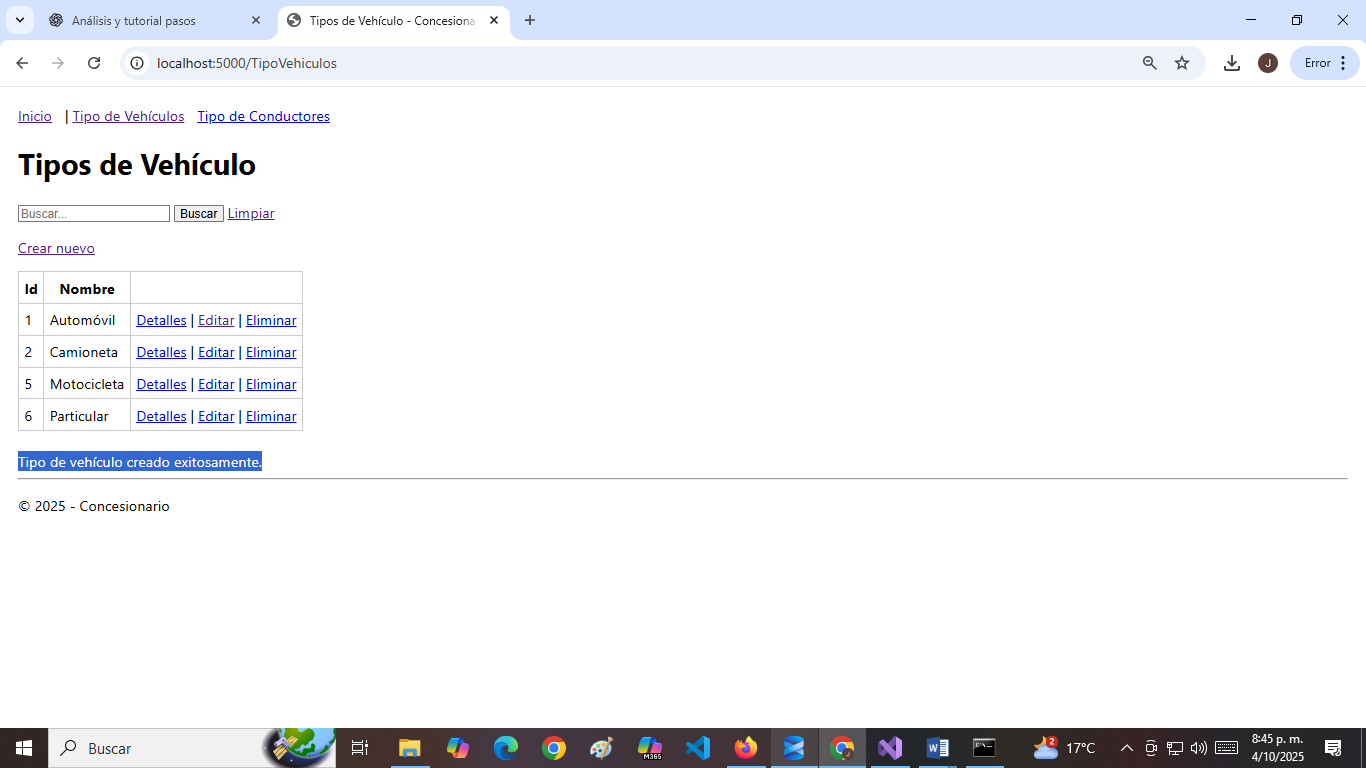 Análisis y tutorial pasos
Tipos de Vehículo - Concesiona
localhost:5000/TipoVehiculos
J
Error
Inicio | Tipo de Vehículos Tipo de Conductores
Tipos de Vehículo
Buscar... Buscar Limpiar
Crear nuevo
Id Nombre
1 Automóvil Detalles | Editar | Eliminar
2 Camioneta Detalles | Editar | Eliminar
5 Motocicleta Detalles | Editar | Eliminar
6 Particular Detalles | Editar | Eliminar
Tipo de vehículo creado exitosamente.
© 2025 - Concesionario
Buscar
M365
2
17°C
8:45 p. m.
4/10/2025